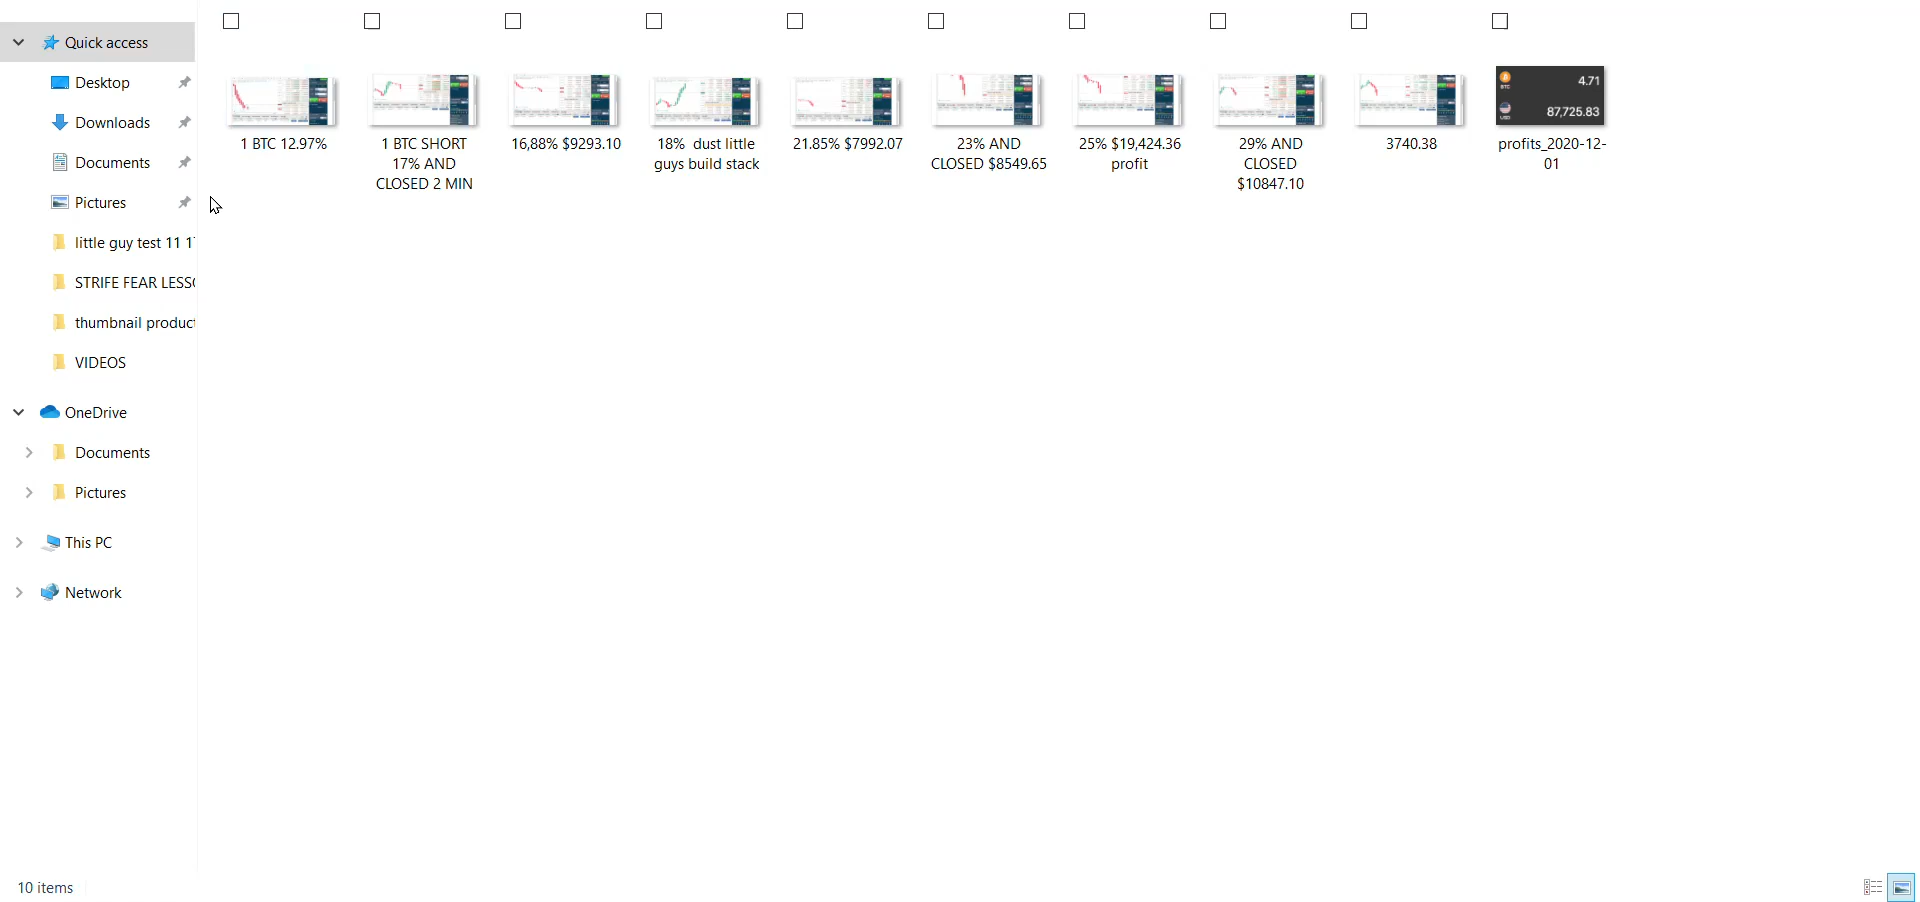 Quick access
Desktop
Downloads
Documents
Pictures
little guy test 11 1
STRIFE FEAR LESS
thumbnail product
VIDEOS
OneDrive
Documents
Pictures
This PC
Network
1 BTC 12.97%
1 BTC SHORT
17% AND
CLOSED 2 MIN
16,88% $9293.10
18% dust little
guys build stack
21.85% $7992.07
23% AND
CLOSED $8549.65
25% $19,424.36
profit
29% AND
CLOSED
$10847.10
3740.38
BTC
4.71
USD
87,725.83
profits_2020-12-
01
10 items